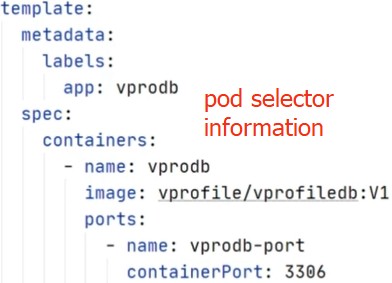 template:
  metadata:
    labels:
      app: vprodb
pod selector
information
  spec:
    containers:
      - name: vprodb
        image: vprofile/vprofiledb:V1
        ports:
          - name: vprodb-port
            containerPort: 3306